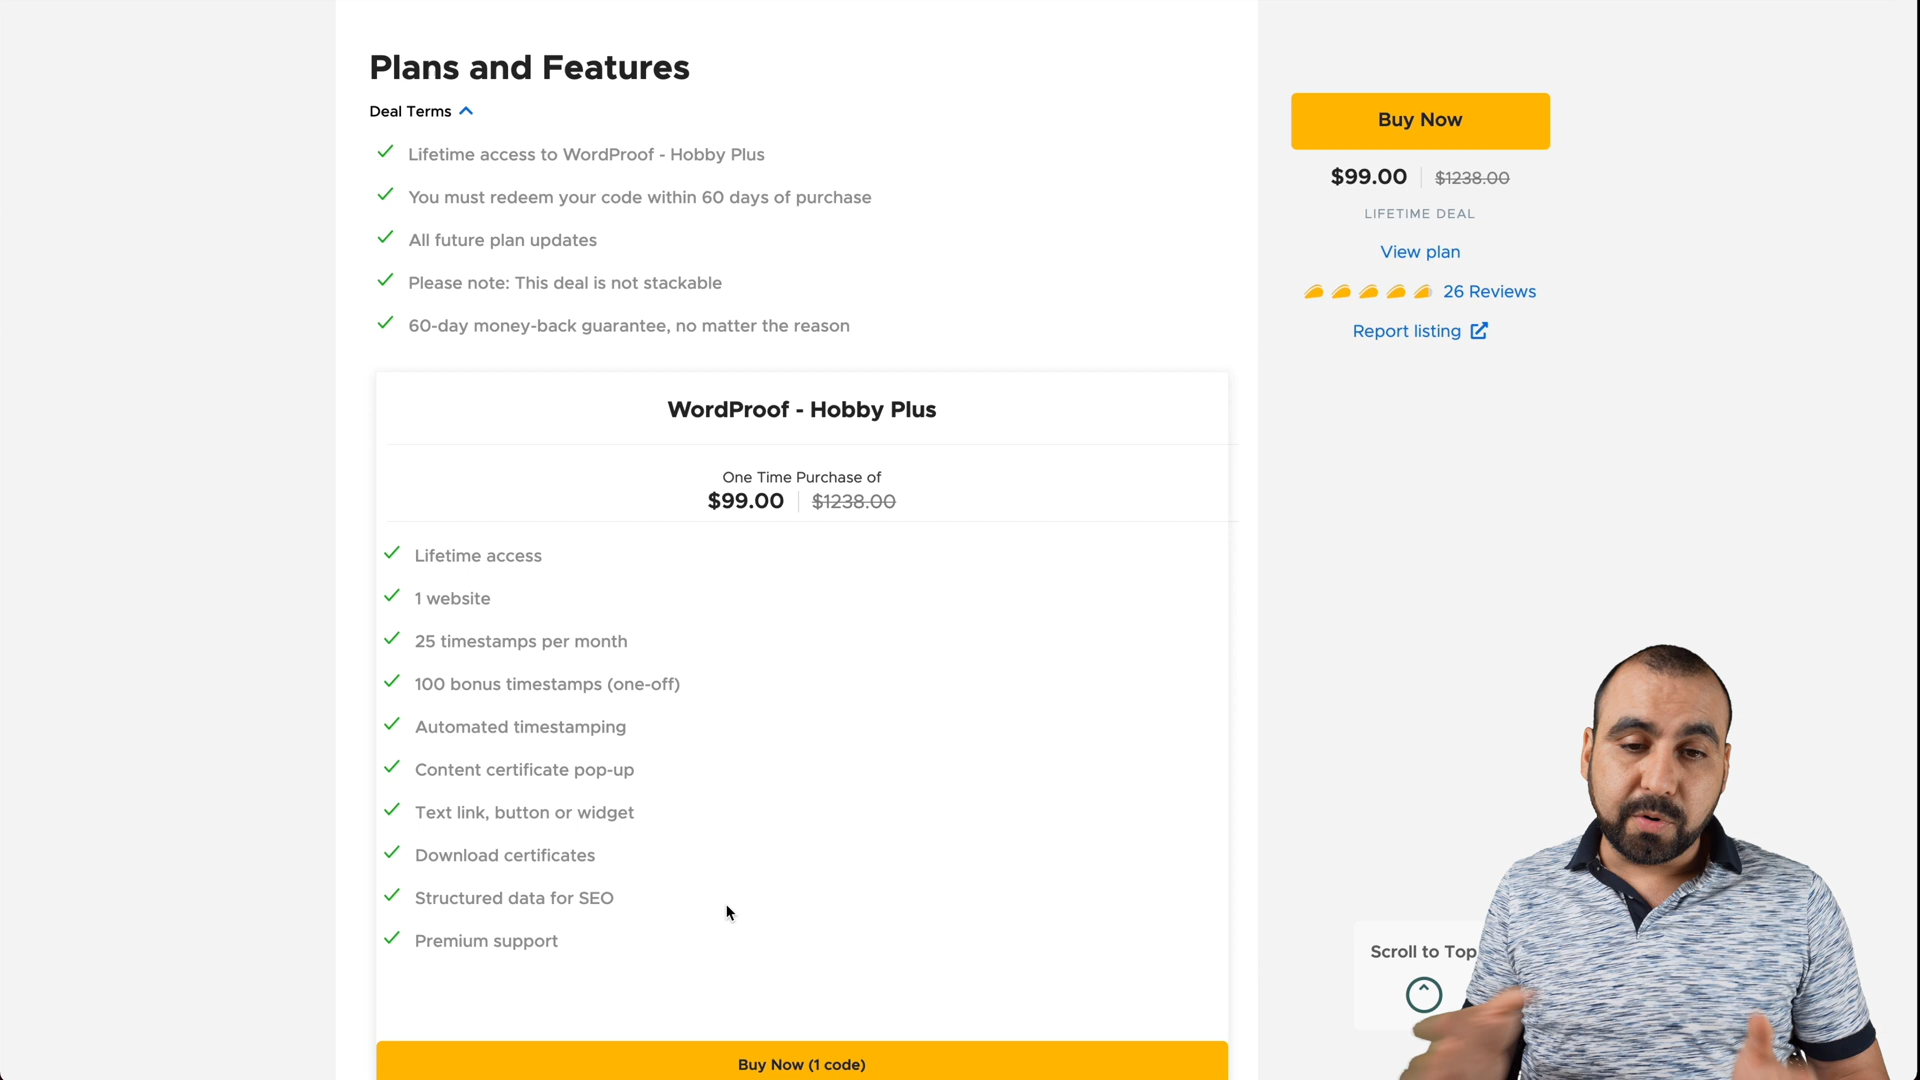 Plans and Features
Deal Terms
Lifetime access to WordProof - Hobby Plus
You must redeem your code within 60 days of purchase
All future plan updates
Please note: This deal is not stackable
60-day money-back guarantee, no matter the reason
WordProof - Hobby Plus
One Time Purchase of
$99.00 $1238.00
Lifetime access
1 website
25 timestamps per month
100 bonus timestamps (one-off)
Automated timestamping
Content certificate pop-up
Text link, button or widget
Download certificates
Structured data for SEO
Premium support
Buy Now (1 code)
Buy Now
$99.00 $1238.00
LIFETIME DEAL
View plan
26 Reviews
Report listing
Scroll to Top